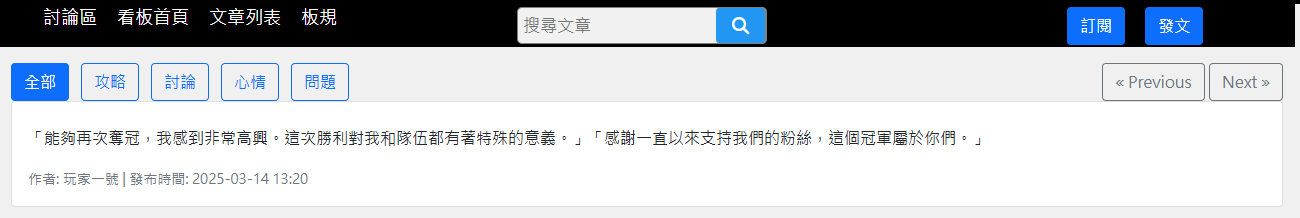 討論區 看板首頁 文章列表 板規 搜尋文章 訂閱 發文
全部 攻略 討論 心情 問題 « Previous Next »
「能夠再次奪冠，我感到非常高興。這次勝利對我和隊伍都有著特殊的意義。」「感謝一直以來支持我們的粉絲，這個冠軍屬於你們。」
作者: 玩家一號 | 發布時間: 2025-03-14 13:20